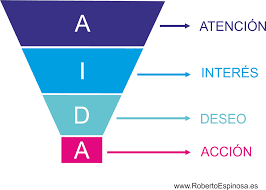 A ATENCIÓN
I INTERÉS
D DESEO
A ACCIÓN
www.RobertoEspinosa.es